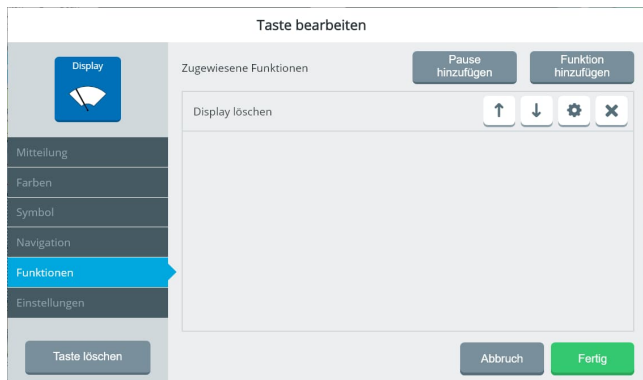 Taste bearbeiten
Display
Zugewiesene Funktionen
Pause
hinzufügen
Funktion
hinzufügen
Display löschen
Mitteilung
Farben
Symbol
Navigation
Funktionen
Einstellungen
Taste löschen
Abbruch
Fertig